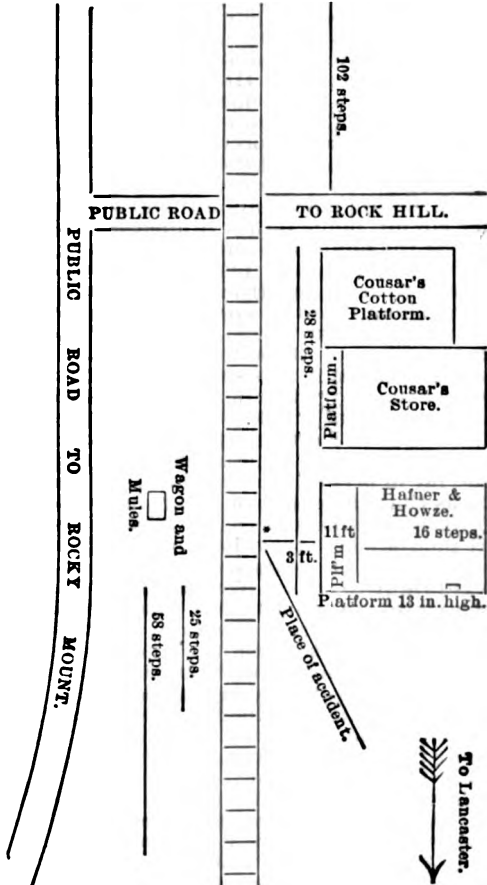 102 steps.
PUBLIC ROAD
TO ROCK HILL.
PUBLIC ROAD TO ROCKY MOUNT.
28 steps.
Cousar's
Cotton
Platform.
Platform.
Cousar's
Store.
Wagon and
Mules.
Hafner &
Howze.
11 ft
16 steps.
Plf'm
3 ft.
Platform 13 in. high.
25 steps.
58 steps.
Place of accident.
To Lancaster.